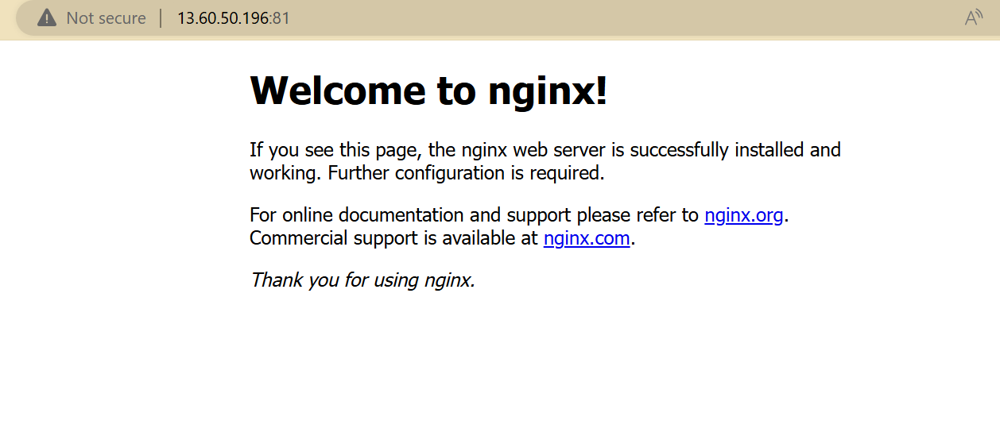 Not secure 13.60.50.196:81
Welcome to nginx!
If you see this page, the nginx web server is successfully installed and
working. Further configuration is required.
For online documentation and support please refer to nginx.org.
Commercial support is available at nginx.com.
Thank you for using nginx.